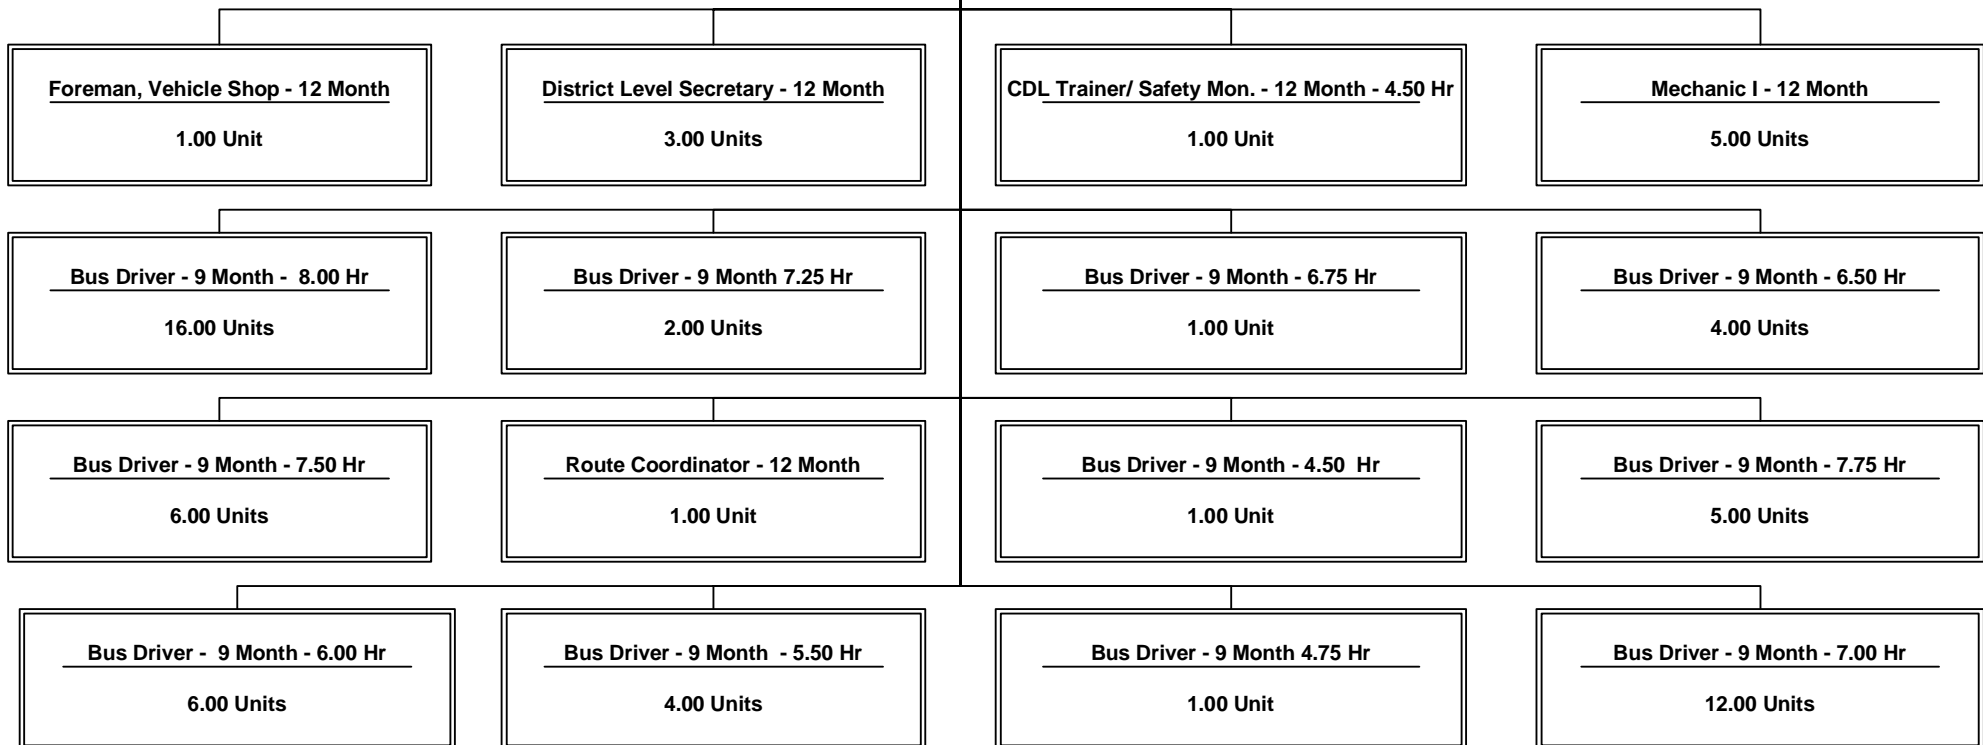 Foreman, Vehicle Shop - 12 Month
1.00 Unit
District Level Secretary - 12 Month
3.00 Units
CDL Trainer/ Safety Mon. - 12 Month - 4.50 Hr
1.00 Unit
Mechanic I - 12 Month
5.00 Units
Bus Driver - 9 Month - 8.00 Hr
16.00 Units
Bus Driver - 9 Month 7.25 Hr
2.00 Units
Bus Driver - 9 Month - 6.75 Hr
1.00 Unit
Bus Driver - 9 Month - 6.50 Hr
4.00 Units
Bus Driver - 9 Month - 7.50 Hr
6.00 Units
Route Coordinator - 12 Month
1.00 Unit
Bus Driver - 9 Month - 4.50 Hr
1.00 Unit
Bus Driver - 9 Month - 7.75 Hr
5.00 Units
Bus Driver - 9 Month - 6.00 Hr
6.00 Units
Bus Driver - 9 Month - 5.50 Hr
4.00 Units
Bus Driver - 9 Month 4.75 Hr
1.00 Unit
Bus Driver - 9 Month - 7.00 Hr
12.00 Units